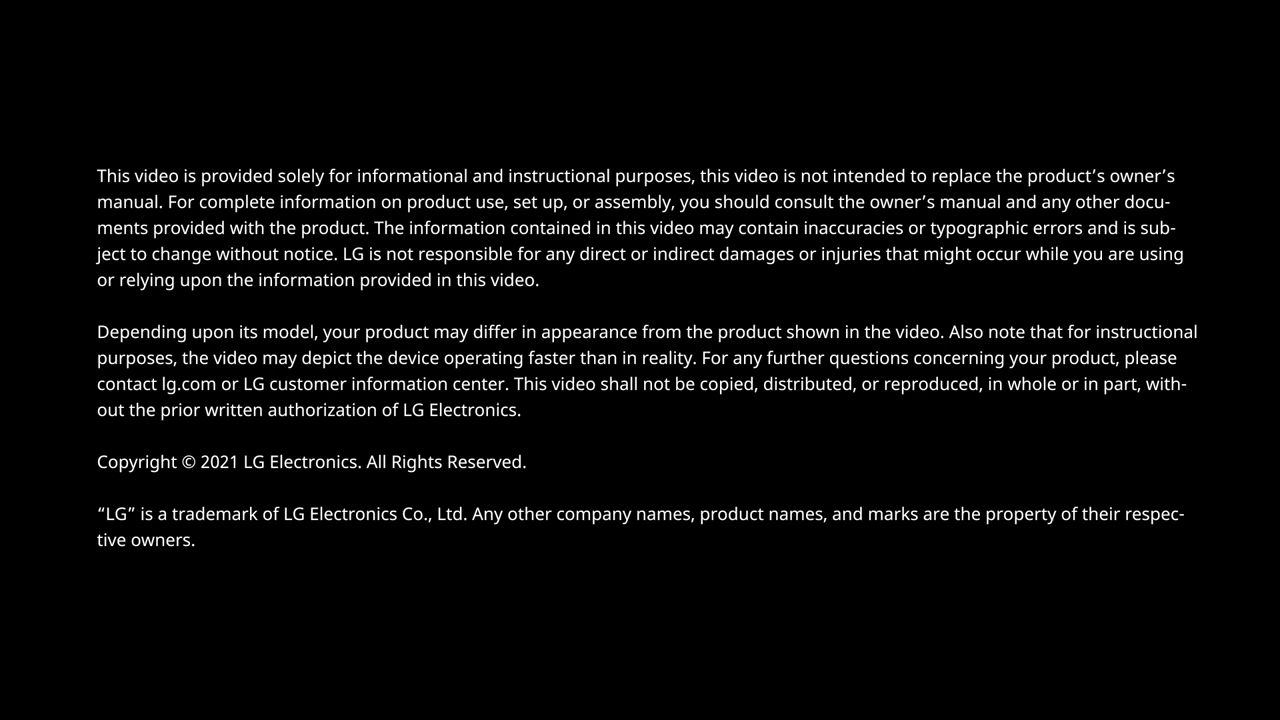 This video is provided solely for informational and instructional purposes, this video is not intended to replace the product’s owner’s
manual. For complete information on product use, set up, or assembly, you should consult the owner’s manual and any other docu-
ments provided with the product. The information contained in this video may contain inaccuracies or typographic errors and is sub-
ject to change without notice. LG is not responsible for any direct or indirect damages or injuries that might occur while you are using
or relying upon the information provided in this video.
Depending upon its model, your product may differ in appearance from the product shown in the video. Also note that for instructional
purposes, the video may depict the device operating faster than in reality. For any further questions concerning your product, please
contact lg.com or LG customer information center. This video shall not be copied, distributed, or reproduced, in whole or in part, with-
out the prior written authorization of LG Electronics.
Copyright © 2021 LG Electronics. All Rights Reserved.
“LG” is a trademark of LG Electronics Co., Ltd. Any other company names, product names, and marks are the property of their respec-
tive owners.